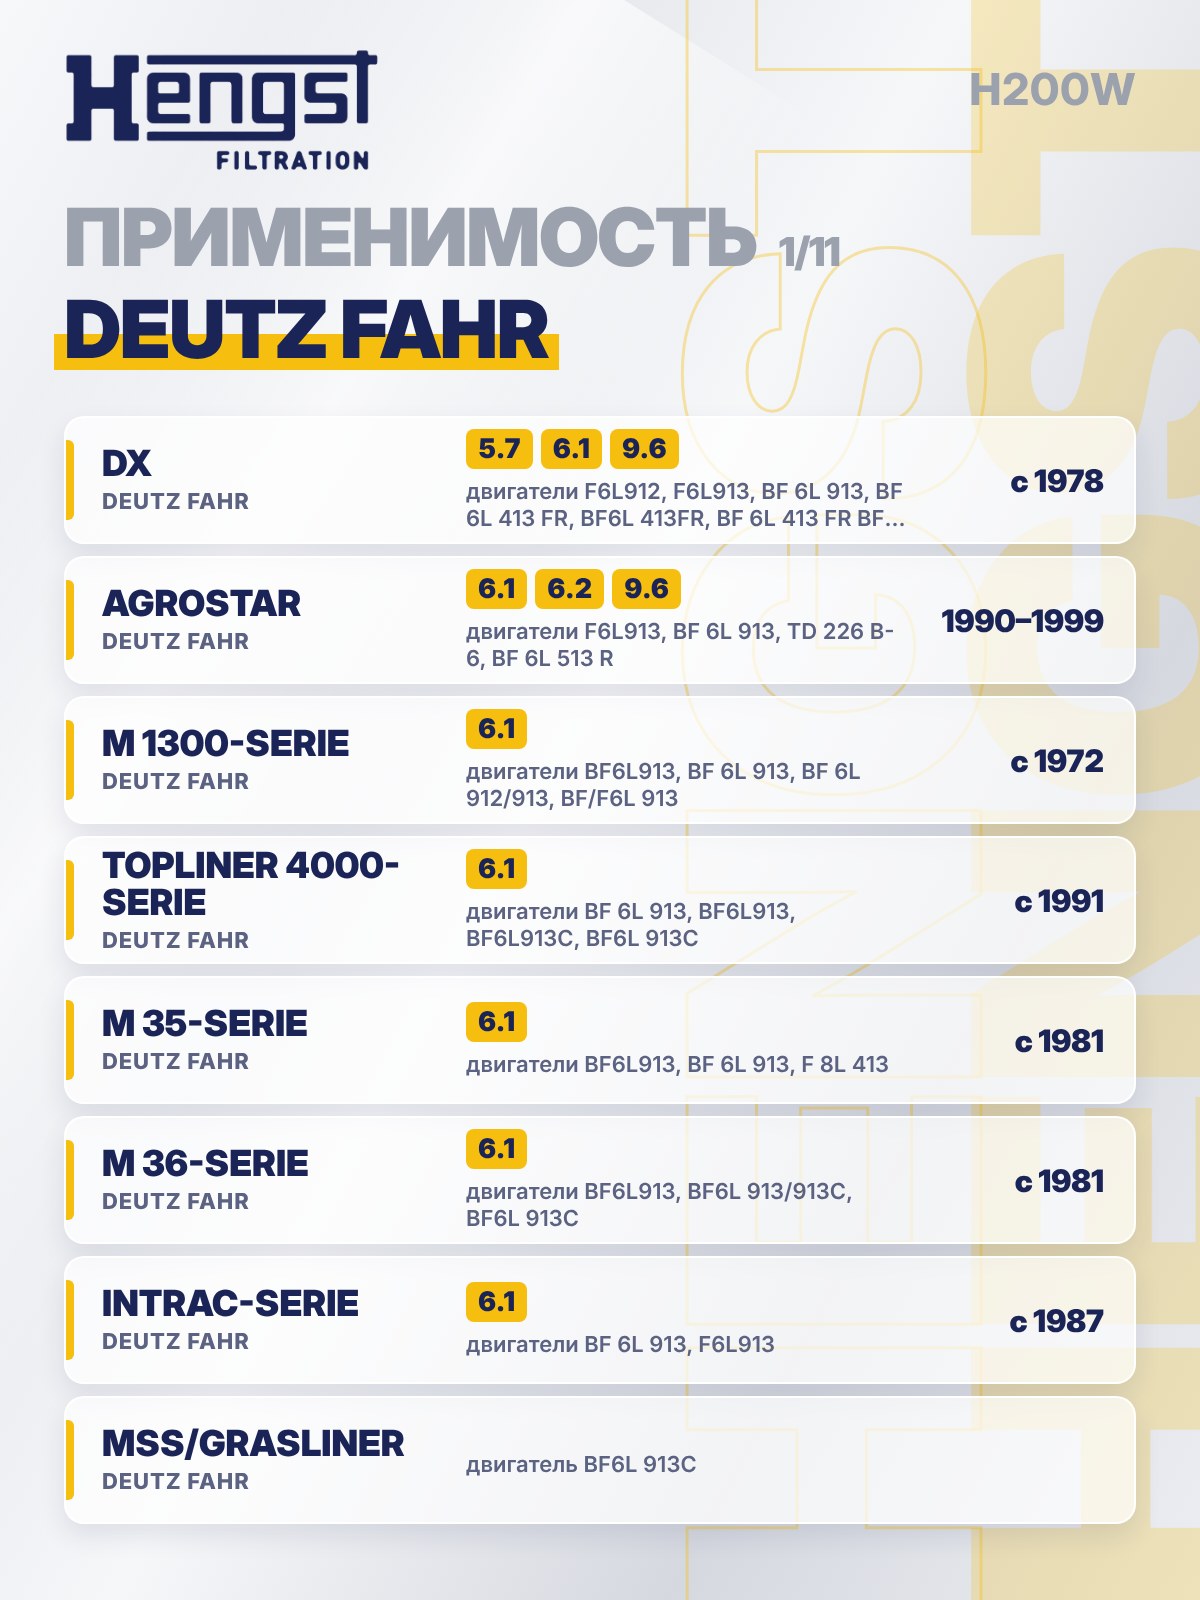 Hengst
FILTRATION
H200W
ПРИМЕНИМОСТЬ 1/11
DEUTZ FAHR
DX
DEUTZ FAHR
5.7 6.1 9.6
двигатели F6L912, F6L913, BF 6L 913, BF
6L 413 FR, BF6L 413FR, BF 6L 413 FR BF...
с 1978
AGROSTAR
DEUTZ FAHR
6.1 6.2 9.6
двигатели F6L913, BF 6L 913, TD 226 B-
6, BF 6L 513 R
1990–1999
M 1300-SERIE
DEUTZ FAHR
6.1
двигатели BF6L913, BF 6L 913, BF 6L
912/913, BF/F6L 913
с 1972
TOPLINER 4000-
SERIE
DEUTZ FAHR
6.1
двигатели BF 6L 913, BF6L913,
BF6L913C, BF6L 913C
с 1991
M 35-SERIE
DEUTZ FAHR
6.1
двигатели BF6L913, BF 6L 913, F 8L 413
с 1981
M 36-SERIE
DEUTZ FAHR
6.1
двигатели BF6L913, BF6L 913/913C,
BF6L 913C
с 1981
INTRAC-SERIE
DEUTZ FAHR
6.1
двигатели BF 6L 913, F6L913
с 1987
MSS/GRASLINER
DEUTZ FAHR
двигатель BF6L 913C
HENGST
HENGST